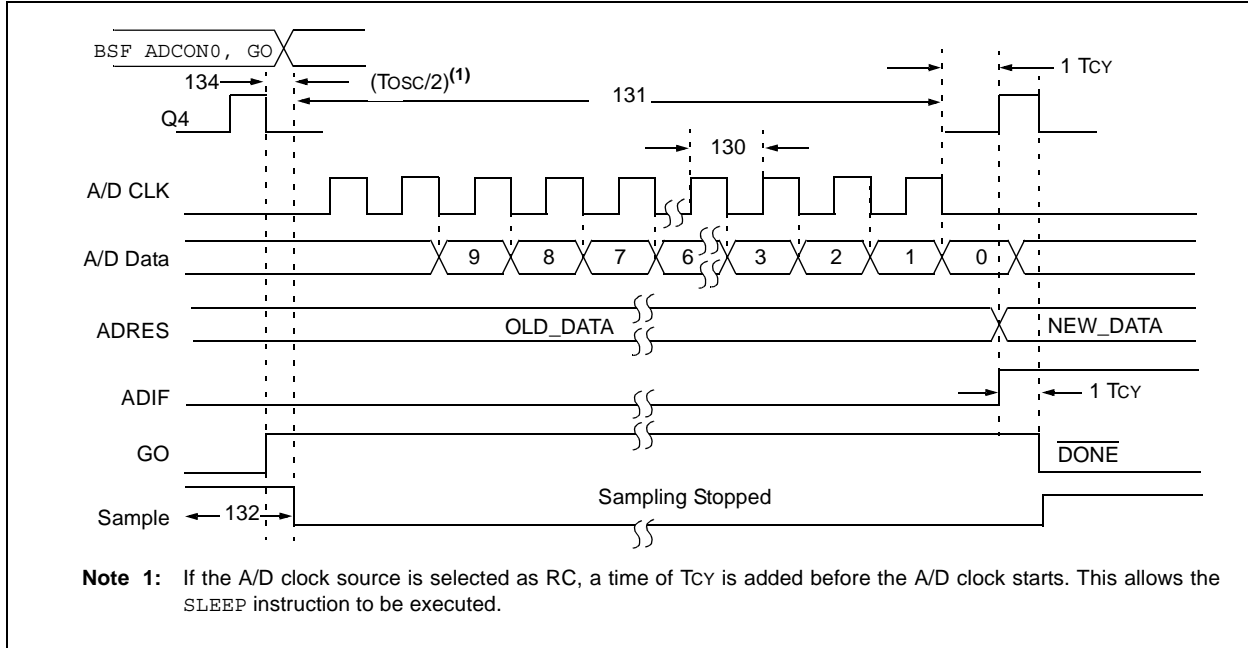 BSF ADCON0, GO
134
(TOSC/2)(1)
131
1 TCY
Q4
130
A/D CLK
A/D Data
9 8 7 6 3 2 1 0
ADRES
OLD_DATA
NEW_DATA
ADIF
1 TCY
GO
DONE
Sampling Stopped
Sample
132
Note 1: If the A/D clock source is selected as RC, a time of TCY is added before the A/D clock starts. This allows the
SLEEP instruction to be executed.